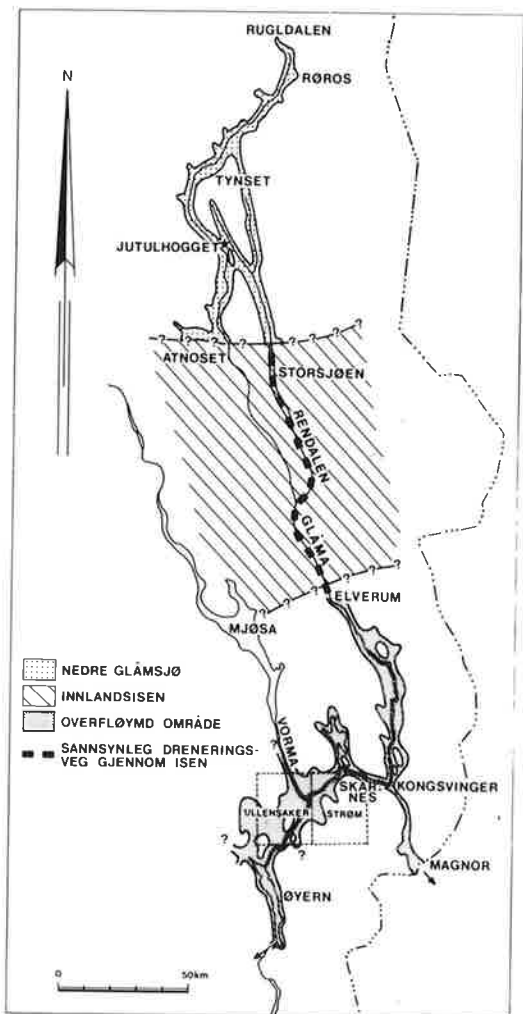 RUGLDALEN
RØROS
N
TYNSET
JUTULHOGGET
?
?
?
?
?
?
ATNOSET
STORSJØEN
RENDALEN
GLÅMA
?
?
?
?
ELVERUM
MJØSA
NEDRE GLÅMSJØ
INNLANDSISEN
OVERFLØYMD OMRÅDE
SANNSYNLEG DRENERINGS-
VEG GJENNOM ISEN
VORMA
SKAR-
NES
KONGSVINGER
ULLENSAKER
STRØM
?
?
MAGNOR
ØYERN
0
50km